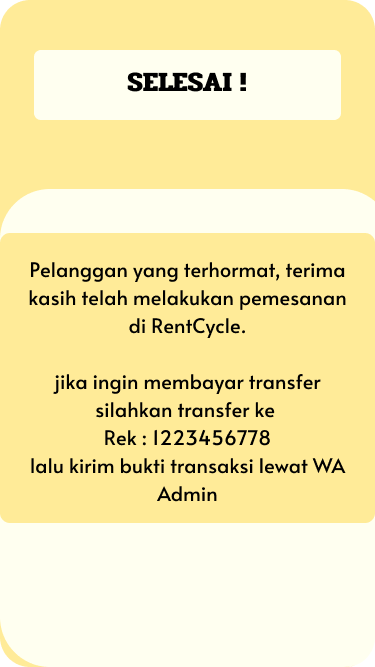 SELESAI !
Pelanggan yang terhormat, terima
kasih telah melakukan pemesanan
di RentCycle.
jika ingin membayar transfer
silahkan transfer ke
Rek : 1223456778
lalu kirim bukti transaksi lewat WA
Admin